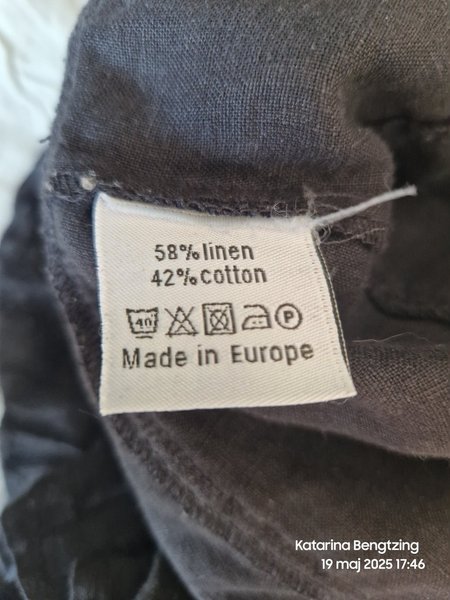 58% linen
42% cotton
40 P
Made in Europe
Katarina Bengtzing
19 maj 2025 17:46